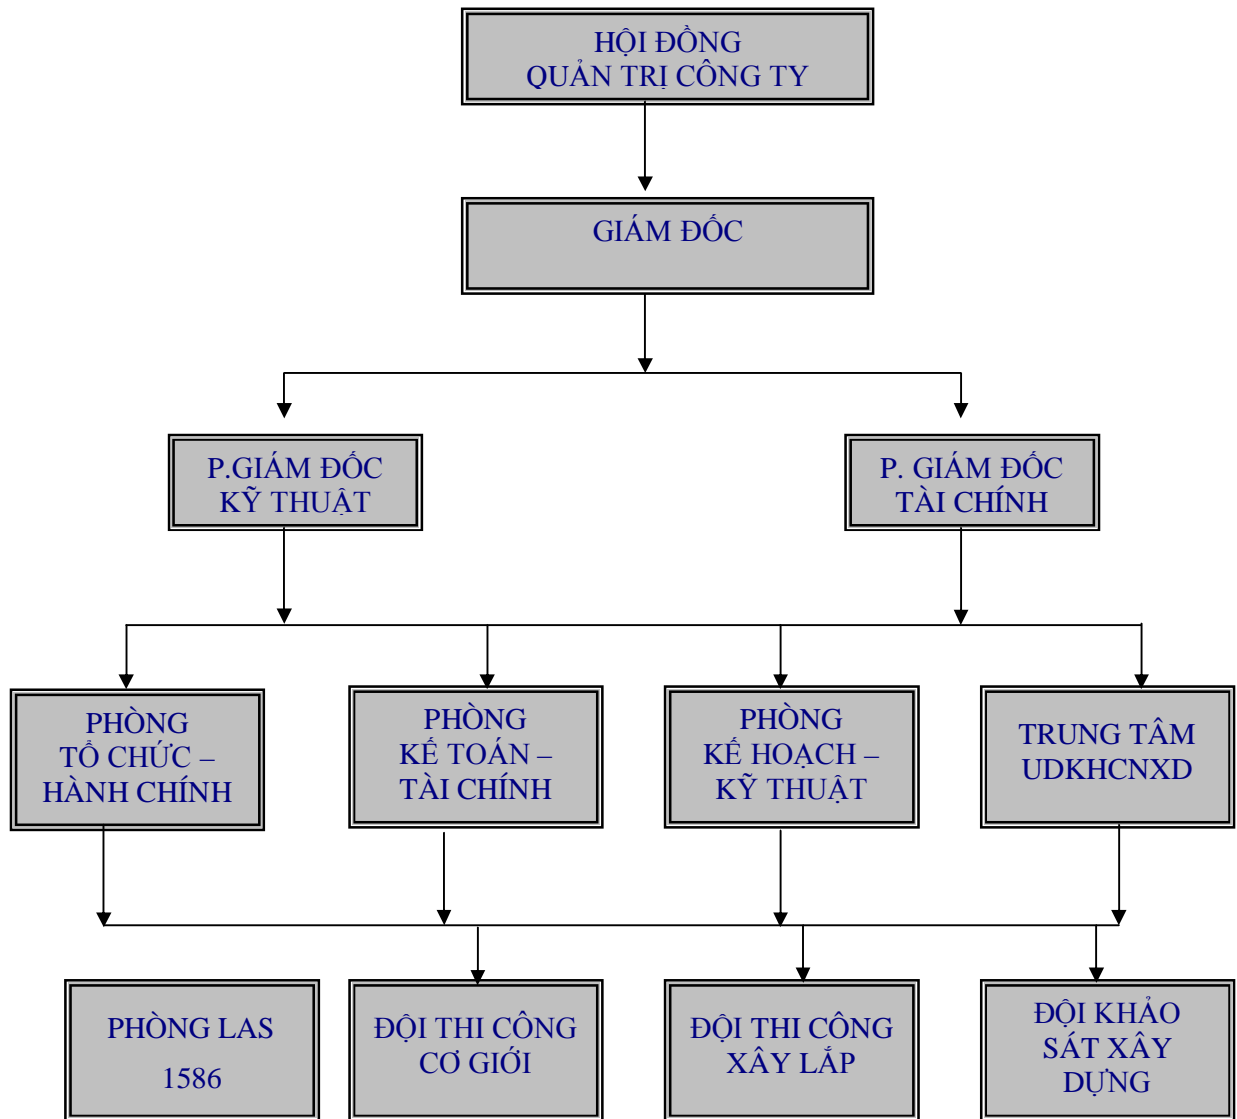 HỘI ĐỒNG
QUẢN TRỊ CÔNG TY
GIÁM ĐỐC
P.GIÁM ĐỐC
KỸ THUẬT
P. GIÁM ĐỐC
TÀI CHÍNH
PHÒNG
TỔ CHỨC –
HÀNH CHÍNH
PHÒNG
KẾ TOÁN –
TÀI CHÍNH
PHÒNG
KẾ HOẠCH –
KỸ THUẬT
TRUNG TÂM
UDKHCNXD
PHÒNG LAS
1586
ĐỘI THI CÔNG
CƠ GIỚI
ĐỘI THI CÔNG
XÂY LẮP
ĐỘI KHẢO
SÁT XÂY
DỰNG